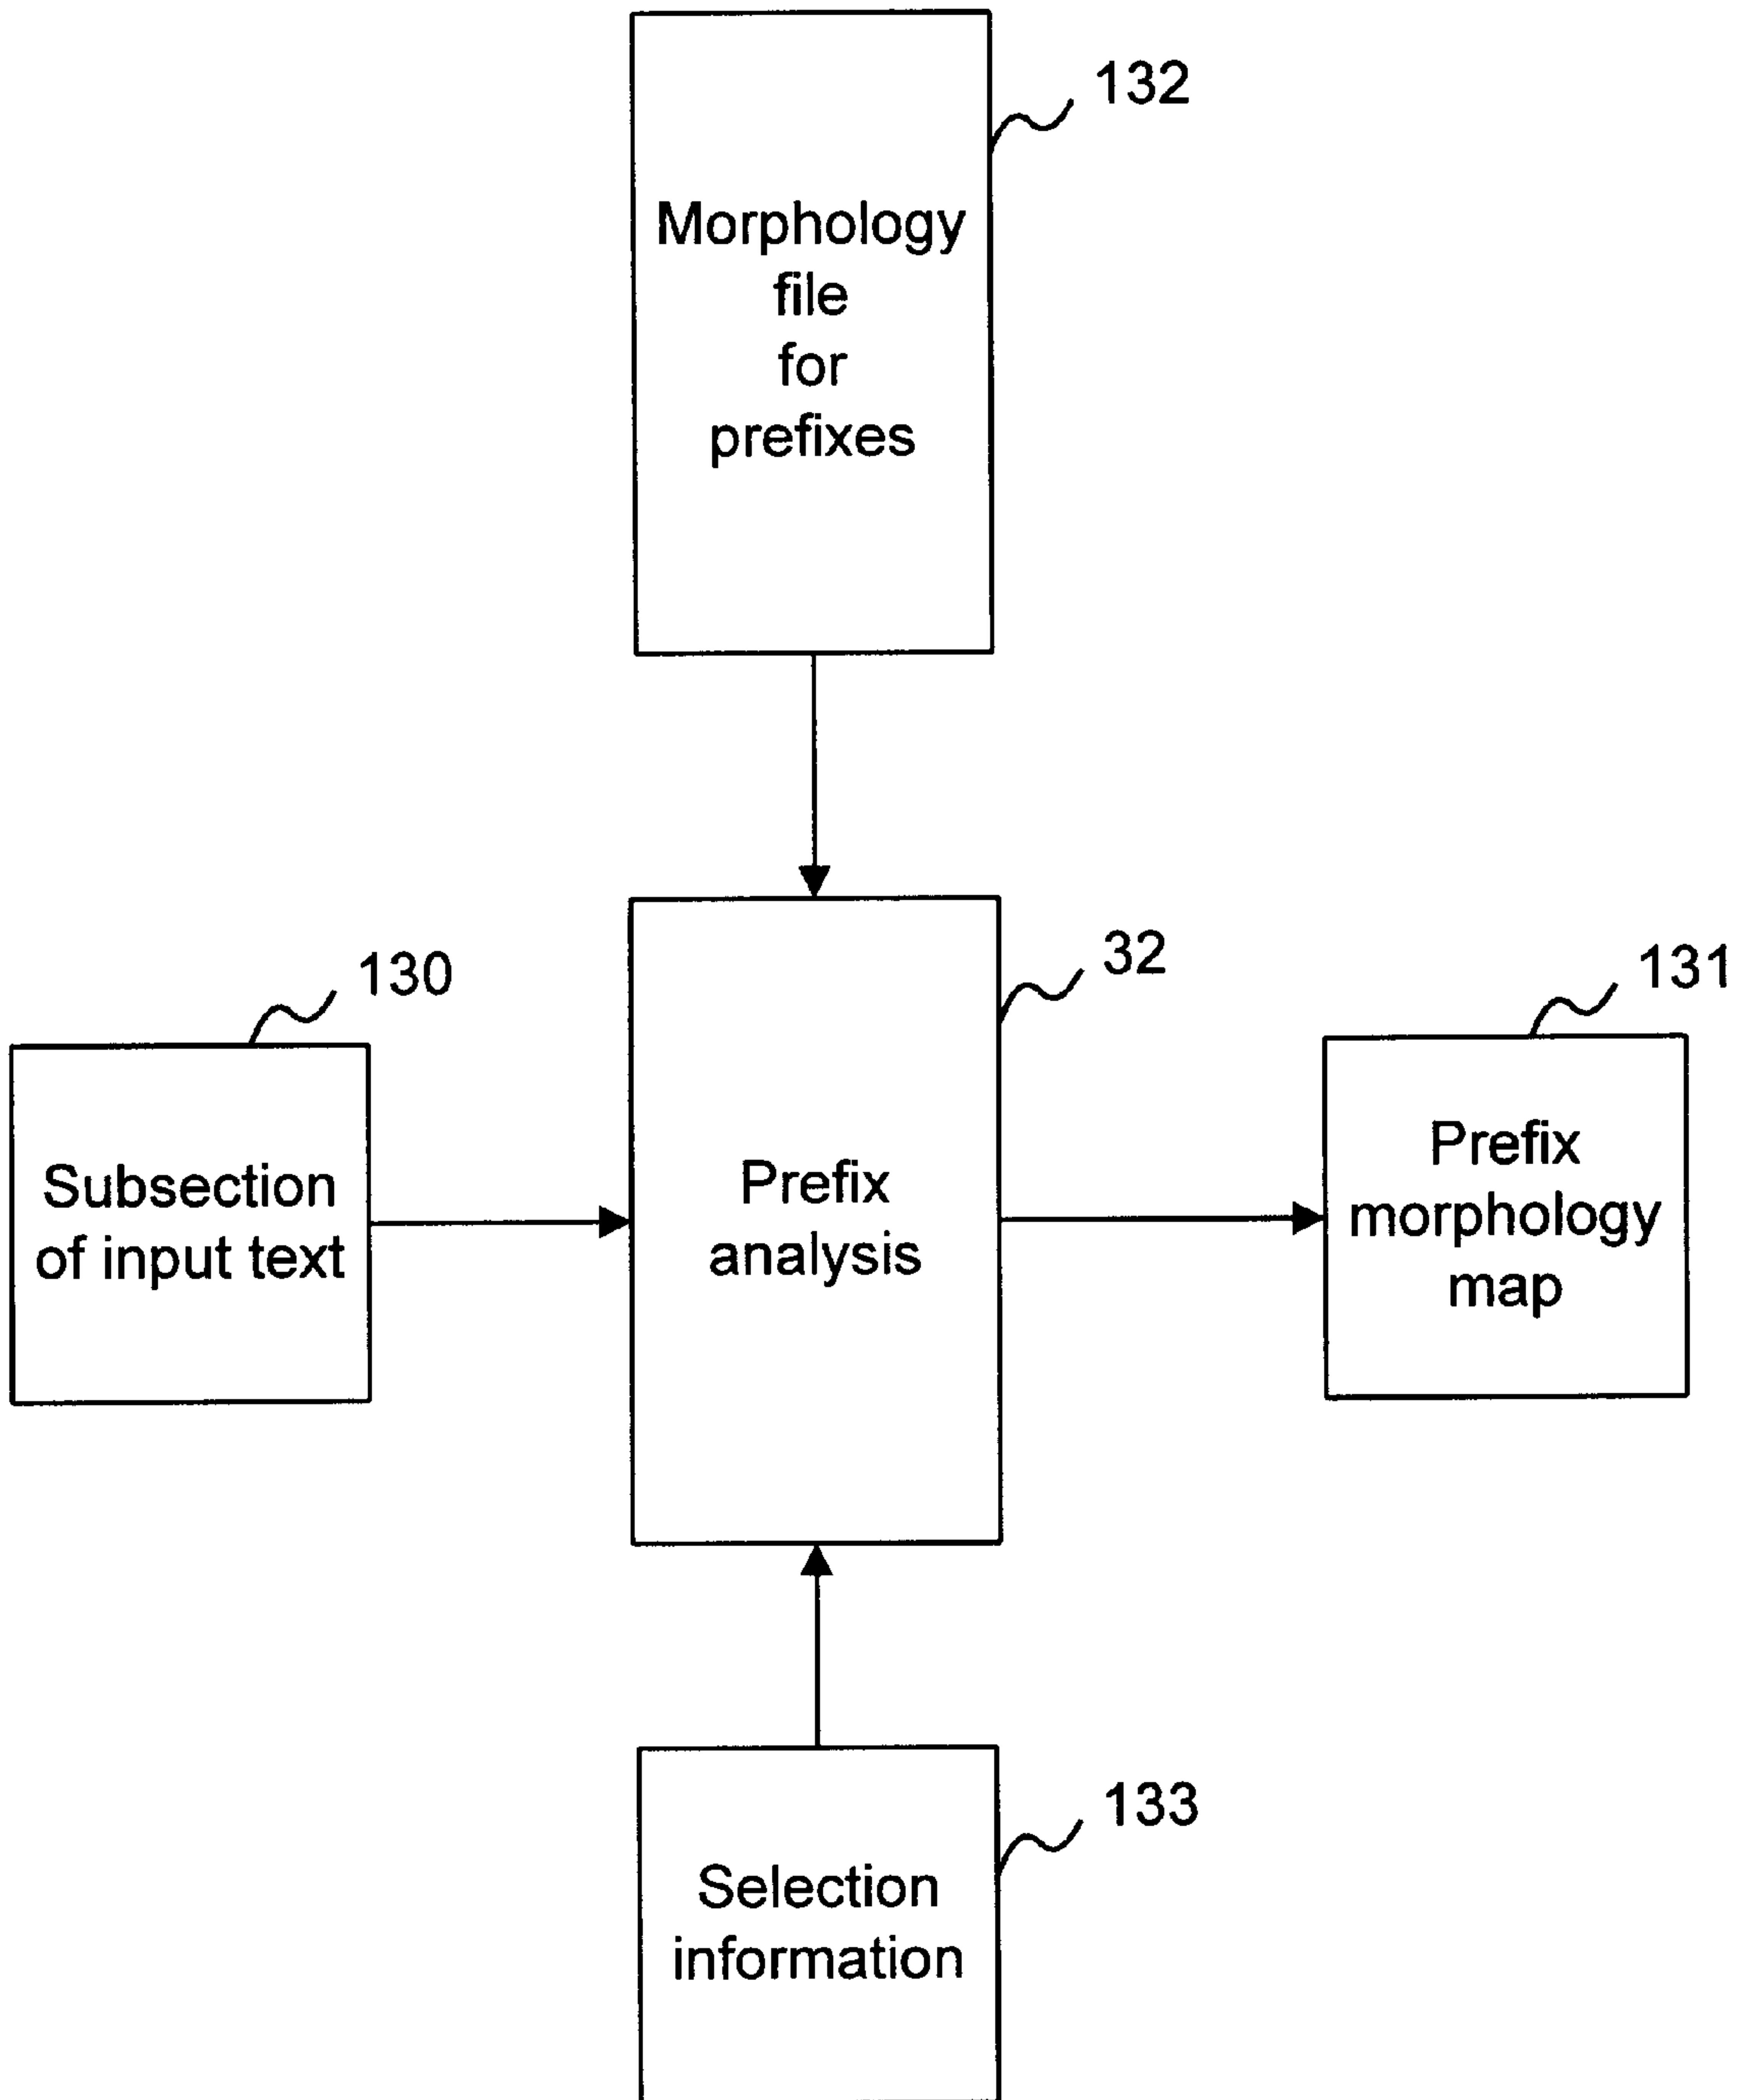 132
Morphology
file
for
prefixes
130
32
131
Subsection
of input text
Prefix
analysis
Prefix
morphology
map
133
Selection
information